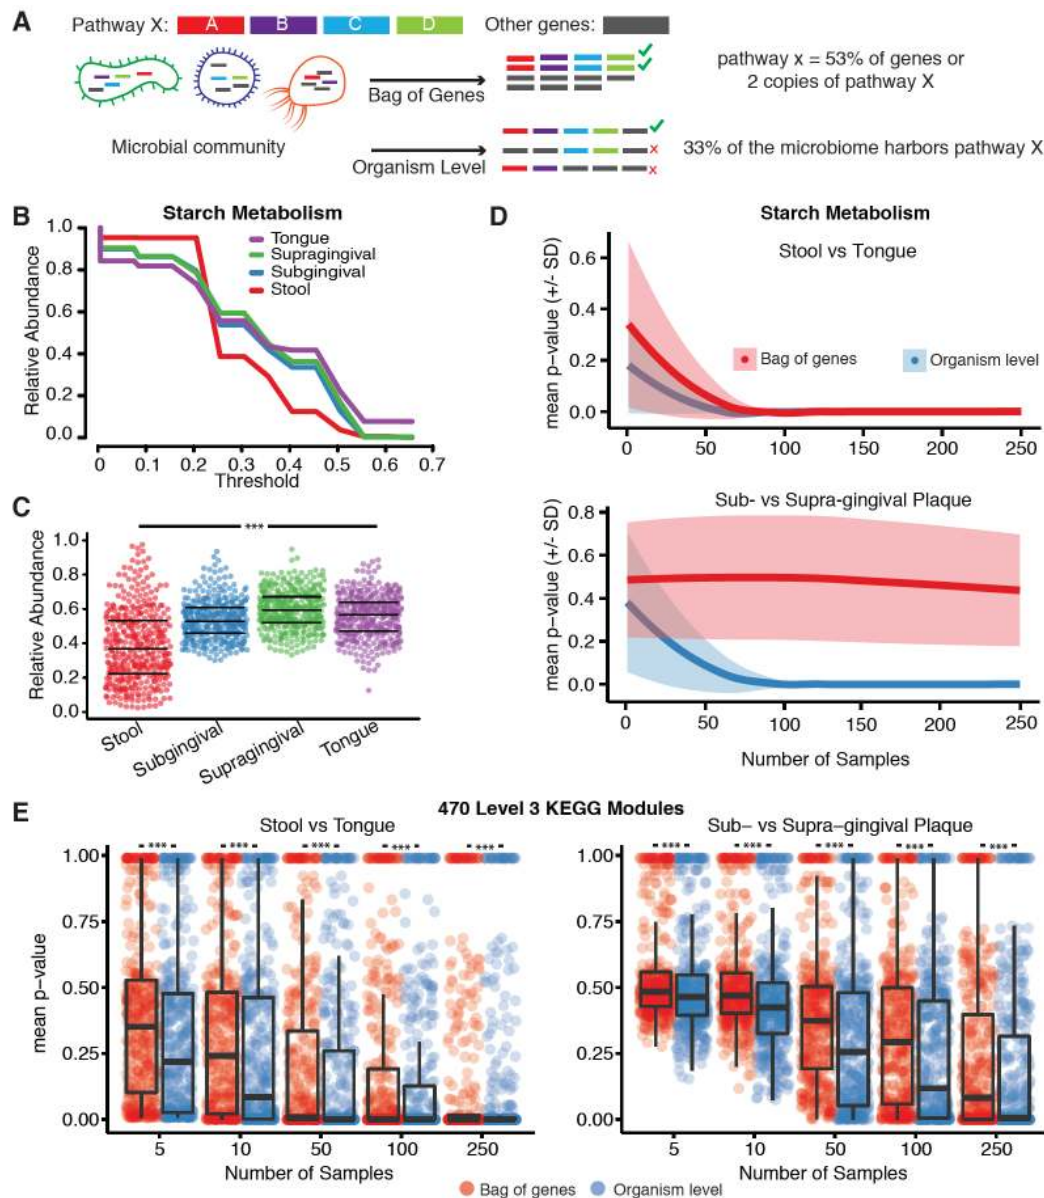 A
Pathway X: A B C D Other genes:
Bag of Genes
pathway x = 53% of genes or
2 copies of pathway X
Microbial community
Organism Level
33% of the microbiome harbors pathway X
B
Starch Metabolism
Tongue
Supragingival
Subgingival
Stool
Relative Abundance
1.0
0.8
0.6
0.4
0.2
0.0
0 0.1 0.2 0.3 0.4 0.5 0.6 0.7
Threshold
C
***
Relative Abundance
1.0
0.8
0.6
0.4
0.2
0.0
Stool
Subgingival
Supragingival
Tongue
D
Starch Metabolism
Stool vs Tongue
mean p-value (+/- SD)
0.6
0.4
0.2
0.0
Bag of genes Organism level
0 50 100 150 200 250
Sub- vs Supra-gingival Plaque
mean p-value (+/- SD)
0.8
0.6
0.4
0.2
0.0
0 50 100 150 200 250
Number of Samples
E
470 Level 3 KEGG Modules
Stool vs Tongue
*** *** *** *** ***
mean p-value
1.00
0.75
0.50
0.25
0.00
5 10 50 100 250
Number of Samples
Sub– vs Supra–gingival Plaque
*** *** *** *** ***
1.00
0.75
0.50
0.25
0.00
5 10 50 100 250
Number of Samples
Bag of genes Organism level